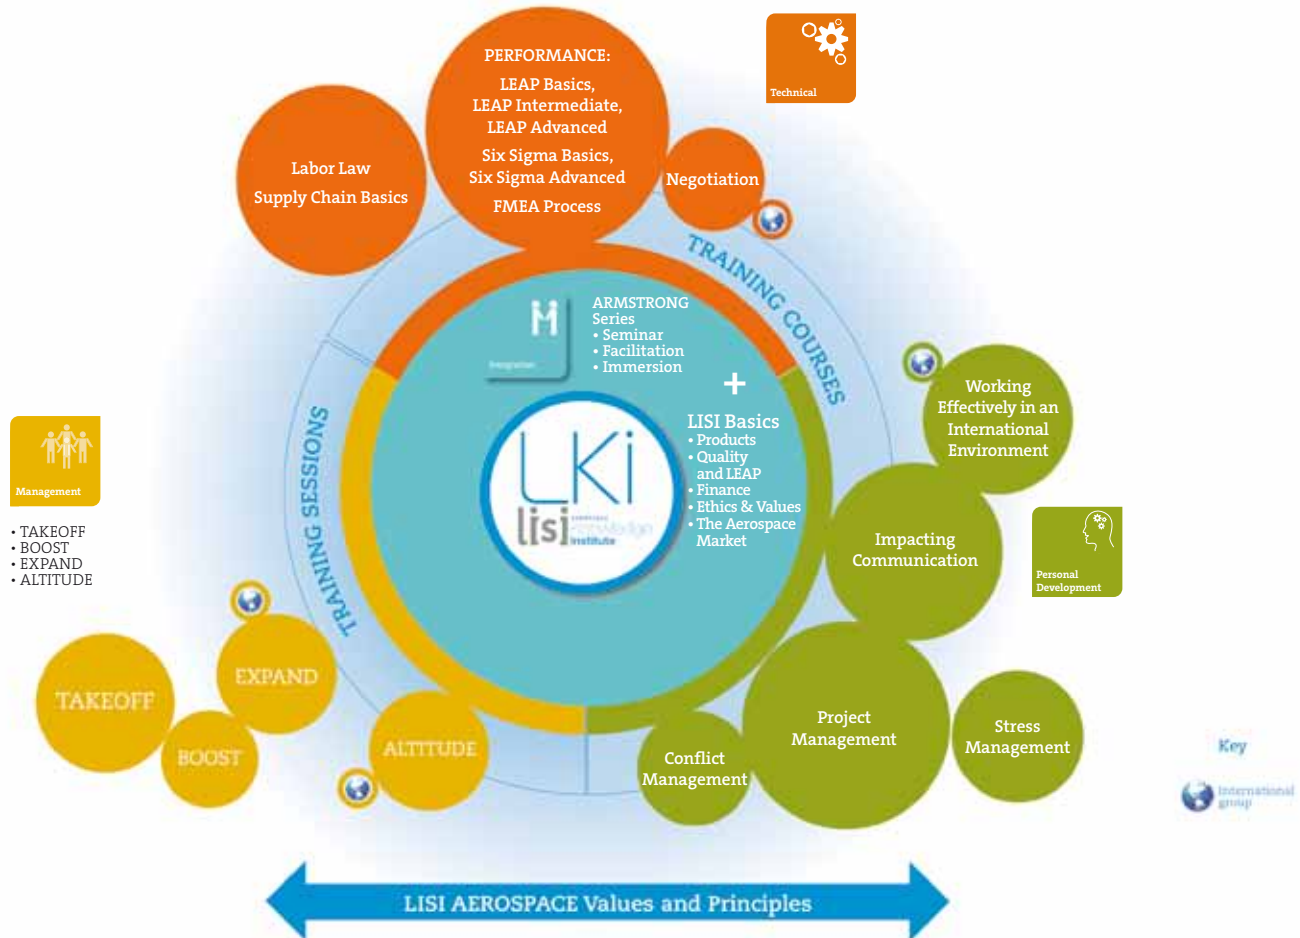 PERFORMANCE:
LEAP Basics,
LEAP Intermediate,
LEAP Advanced
Six Sigma Basics,
Six Sigma Advanced
FMEA Process
Technical
Labor Law
Supply Chain Basics
Negotiation
TRAINING COURSES
ARMSTRONG
Series
• Seminar
• Facilitation
• Immersion
Integration
+
LISI Basics
• Products
• Quality
and LEAP
• Finance
• Ethics & Values
• The Aerospace
Market
LKi
lisi
knowledge
institute
TRAINING SESSIONS
Management
• TAKEOFF
• BOOST
• EXPAND
• ALTITUDE
Working
Effectively in an
International
Environment
Impacting
Communication
Personal
Development
TAKEOFF
EXPAND
BOOST
ALTITUDE
Conflict
Management
Project
Management
Stress
Management
Key
International
group
LISI AEROSPACE Values and Principles